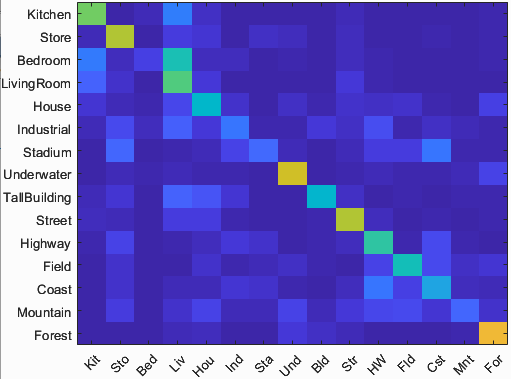 Kitchen
Store
Bedroom
LivingRoom
House
Industrial
Stadium
Underwater
TallBuilding
Street
Highway
Field
Coast
Mountain
Forest
Kit Sto Bed Liv Hou Ind Sta Und Bld Str HW Fld Cst Mnt For